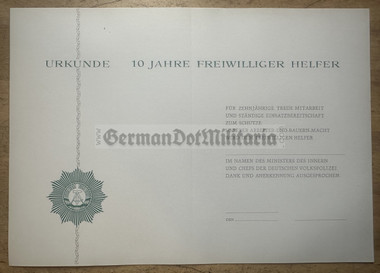 URKUNDE 10 JAHRE FREIWILLIGER HELFER
FÜR ZEHNJÄHRIGE TREUE MITARBEIT
UND STÄNDIGE EINSATZBEREITSCHAFT
ZUM SCHUTZE
GermanDotMilitaria
HELFER
IM NAMEN DES MINISTERS DES INNERN
UND CHEFS DER DEUTSCHEN VOLKSPOLIZEI
DANK UND ANERKENNUNG AUSGESPROCHEN